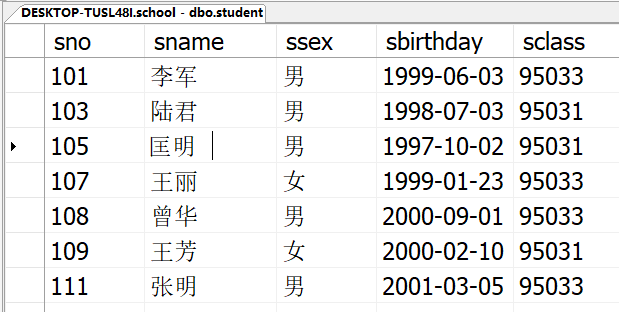 DESKTOP-TUSL48I.school - dbo.student
sno sname ssex sbirthday sclass
101 李军 男 1999-06-03 95033
103 陆君 男 1998-07-03 95031
105 匡明 男 1997-10-02 95031
107 王丽 女 1999-01-23 95033
108 曾华 男 2000-09-01 95033
109 王芳 女 2000-02-10 95031
111 张明 男 2001-03-05 95033